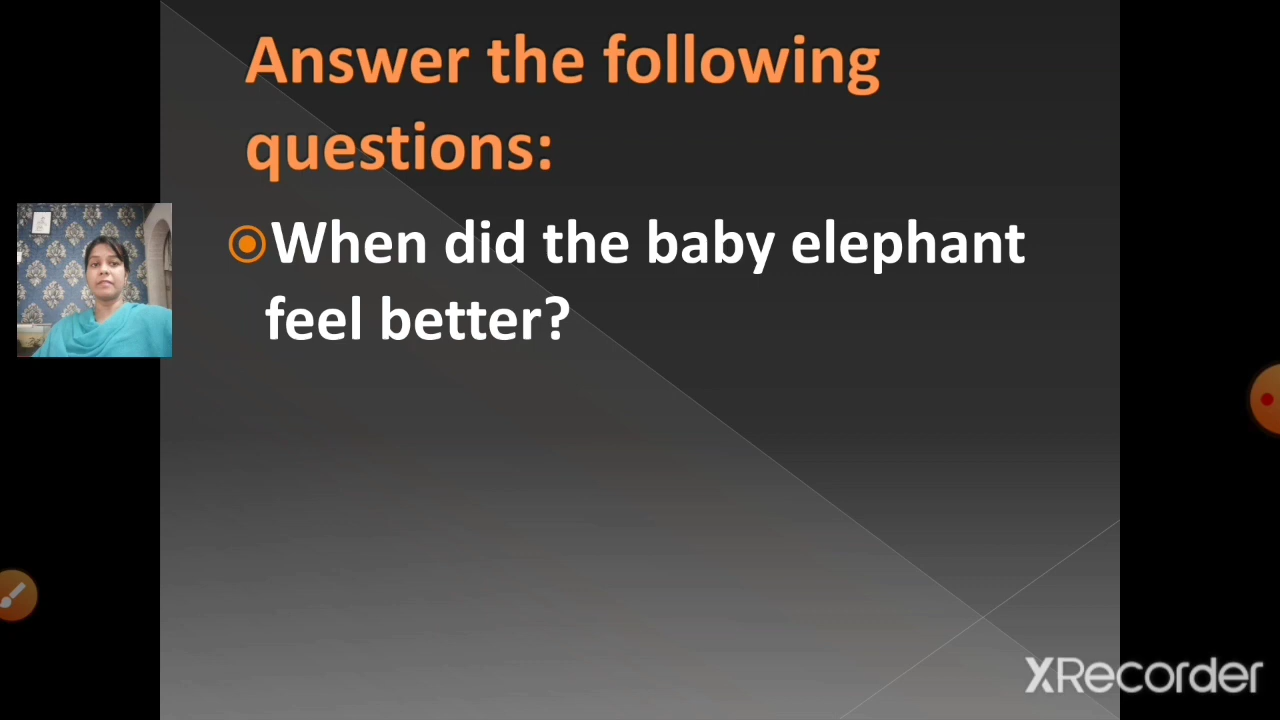 Answer the following
questions:
When did the baby elephant
feel better?
XRecorder